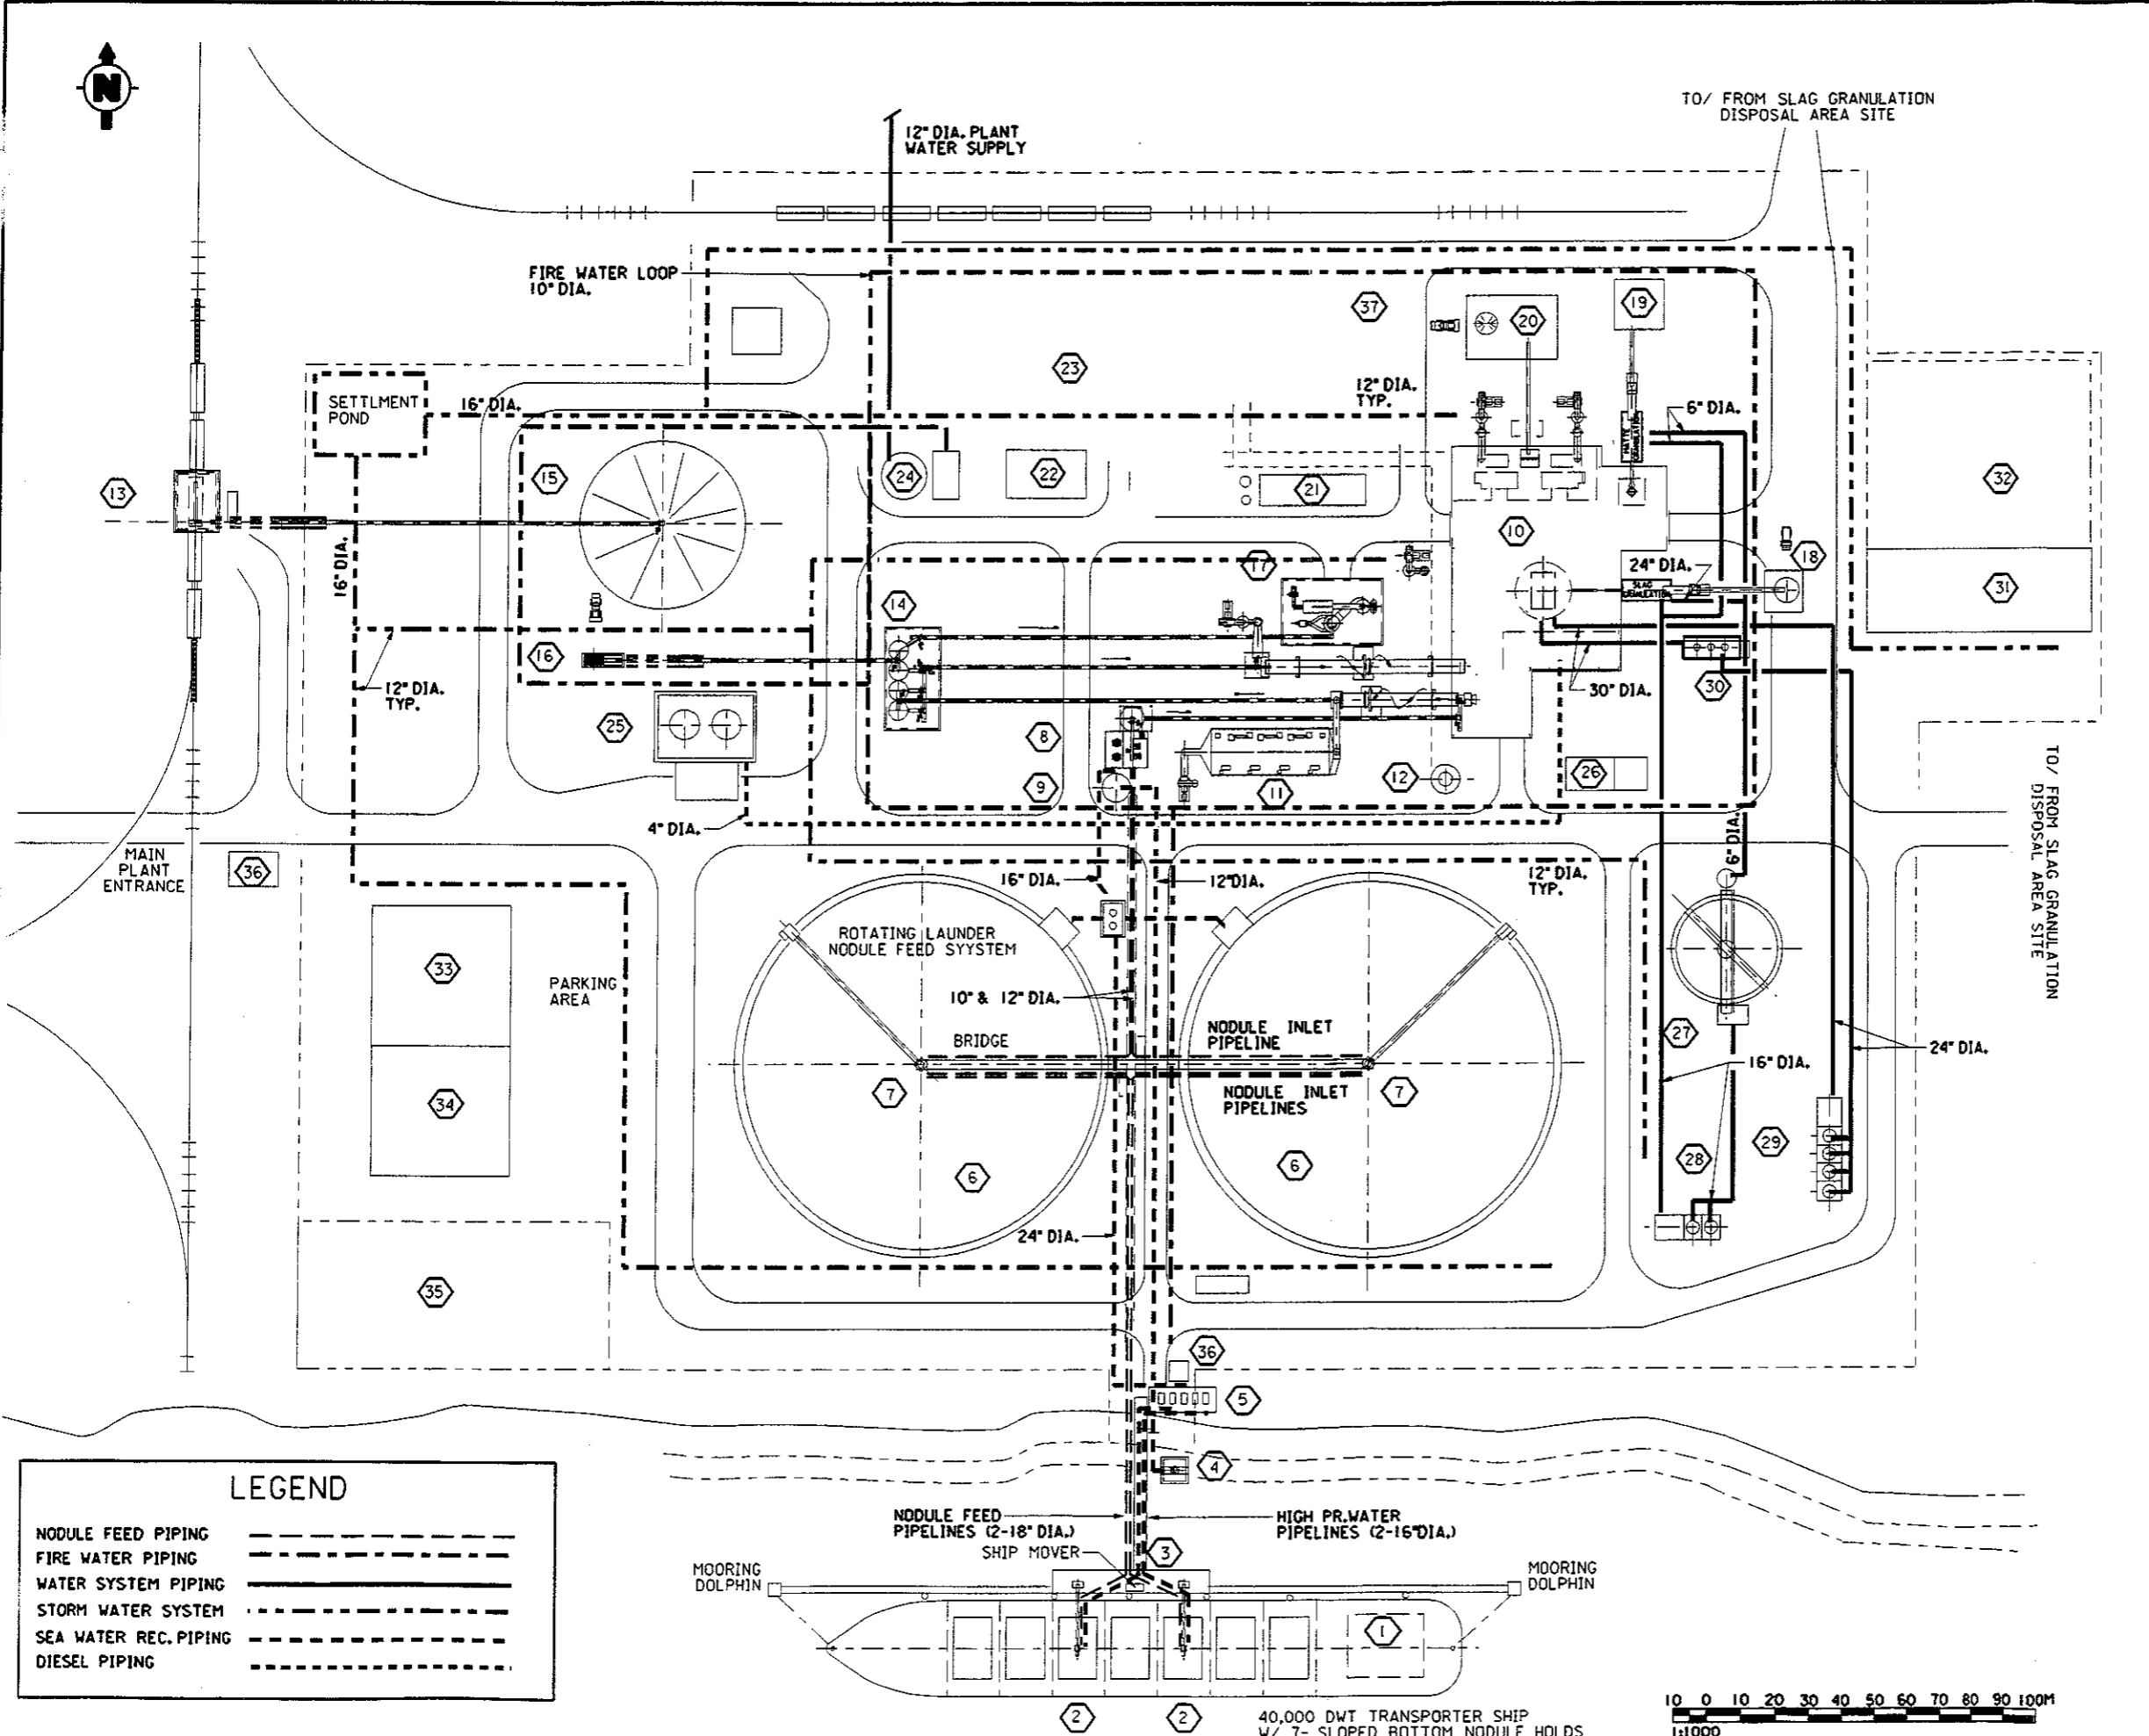 N
TO/ FROM SLAG GRANULATION
DISPOSAL AREA SITE
12" DIA. PLANT
WATER SUPPLY
FIRE WATER LOOP
10" DIA.
37
20
19
23
12" DIA.
TYP.
6" DIA.
SETTLMENT
POND
16" DIA.
MATTE
GRANULATION
13
15
24
22
21
32
10
16" DIA.
17
24" DIA.
18
SLAG
GRANULATION
31
14
16
12" DIA.
TYP.
30" DIA.
30
25
8
9
11
12
26
4" DIA.
6" DIA.
TO/ FROM SLAG GRANULATION
DISPOSAL AREA SITE
MAIN
PLANT
ENTRANCE
36
16" DIA.
12"DIA.
12" DIA.
TYP.
ROTATING LAUNDER
NODULE FEED SYYSTEM
33
PARKING
AREA
10" & 12" DIA.
BRIDGE
NODULE INLET
PIPELINE
27
24" DIA.
16" DIA.
34
7
NODULE INLET
PIPELINES
7
29
28
6
6
24" DIA.
35
36
5
4
LEGEND
NODULE FEED PIPING
FIRE WATER PIPING
WATER SYSTEM PIPING
STORM WATER SYSTEM
SEA WATER REC. PIPING
DIESEL PIPING
NODULE FEED
PIPELINES (2-18" DIA.)
HIGH PR.WATER
PIPELINES (2-16"DIA.)
SHIP MOVER
3
MOORING
DOLPHIN
MOORING
DOLPHIN
1
2
2
40,000 DWT TRANSPORTER SHIP
W/ 7- SLOPED BOTTOM NODULE HOLDS
10 0 10 20 30 40 50 60 70 80 90 100M
1:1000